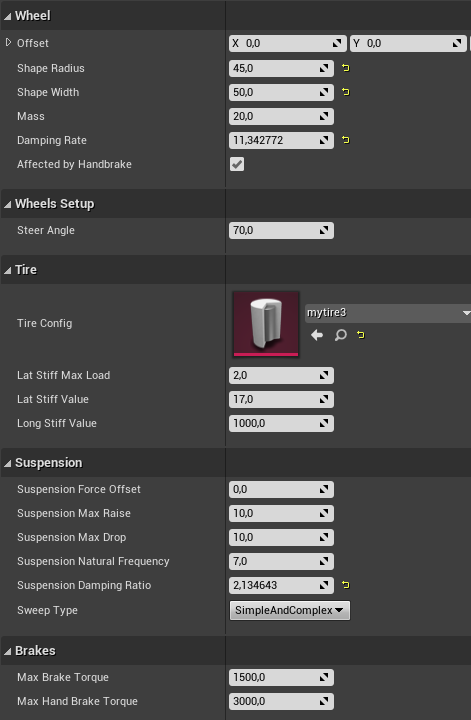 Wheel
Offset X 0,0 Y 0,0
Shape Radius 45,0
Shape Width 50,0
Mass 20,0
Damping Rate 11,342772
Affected by Handbrake
Wheels Setup
Steer Angle 70,0
Tire
Tire Config mytire3
Lat Stiff Max Load 2,0
Lat Stiff Value 17,0
Long Stiff Value 1000,0
Suspension
Suspension Force Offset 0,0
Suspension Max Raise 10,0
Suspension Max Drop 10,0
Suspension Natural Frequency 7,0
Suspension Damping Ratio 2,134643
Sweep Type SimpleAndComplex
Brakes
Max Brake Torque 1500,0
Max Hand Brake Torque 3000,0